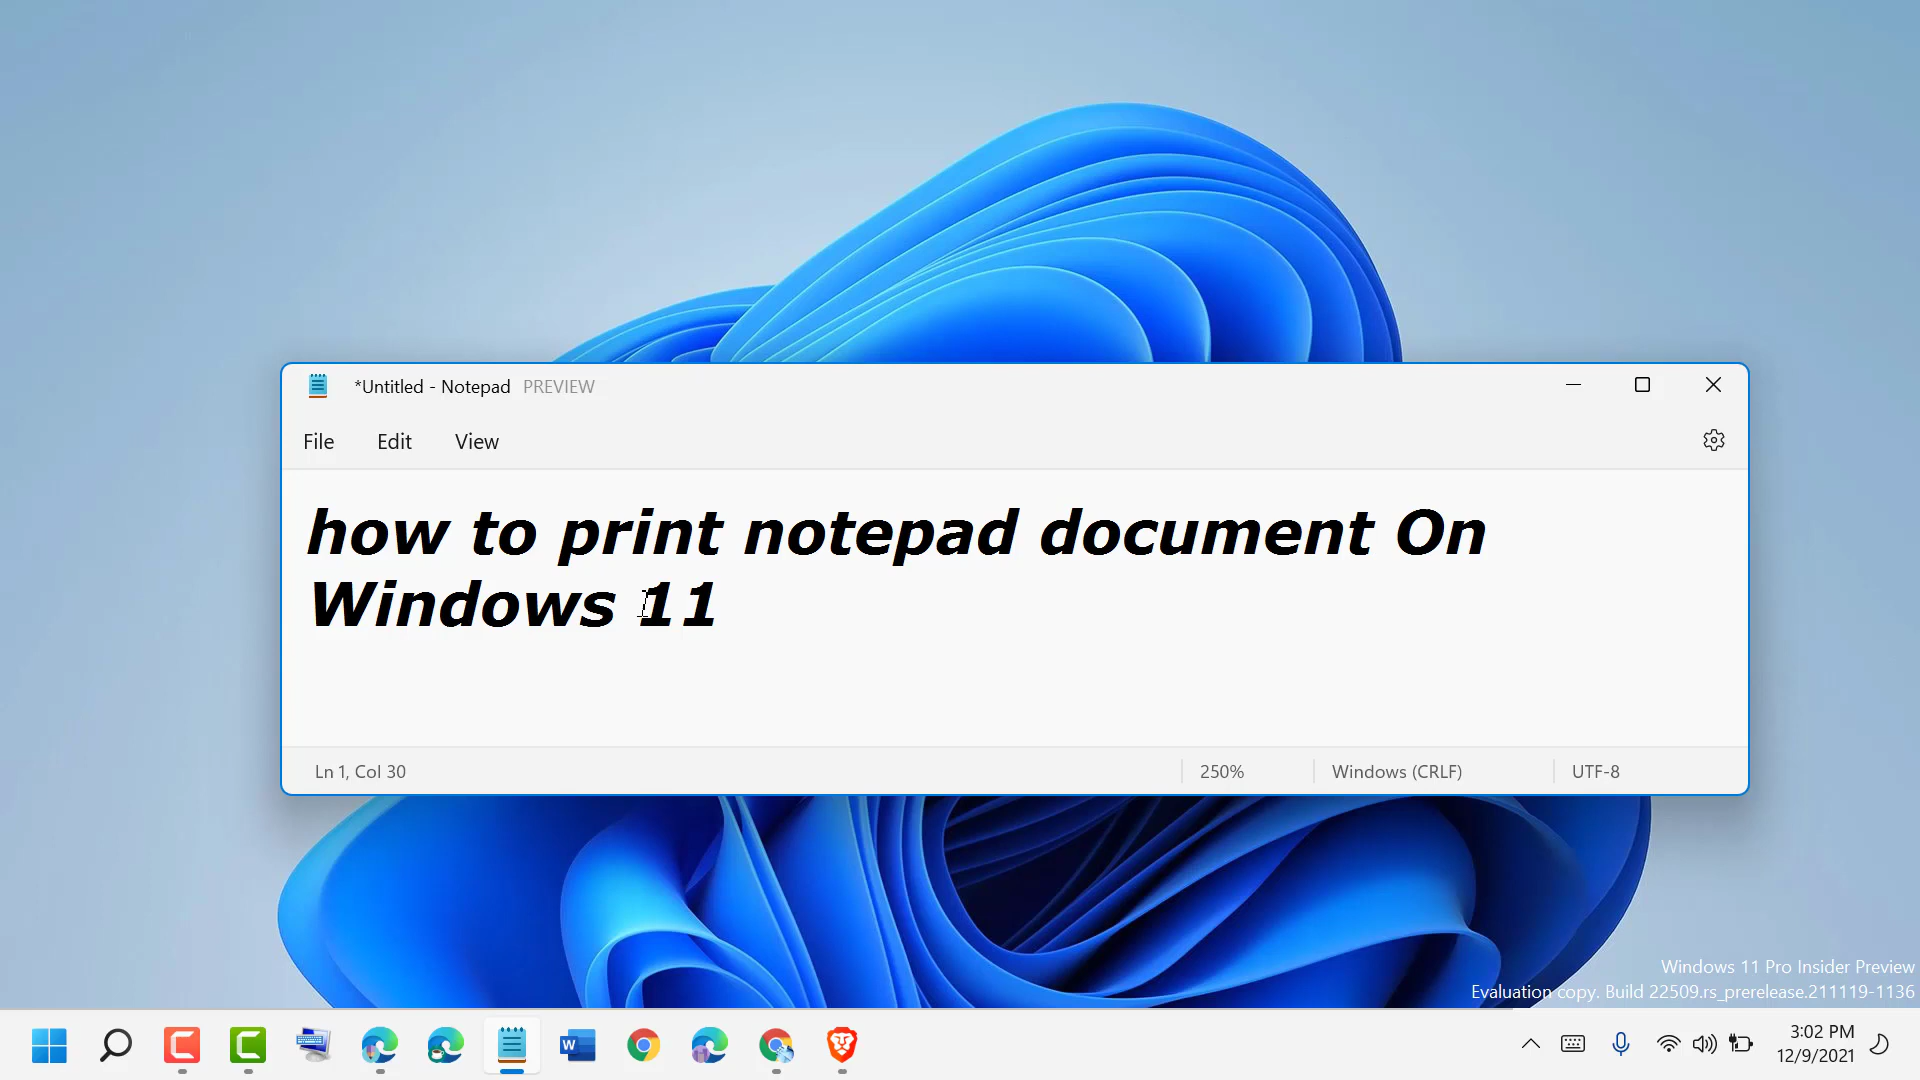 *Untitled - Notepad PREVIEW
File Edit View
how to print notepad document On
Windows 11
Ln 1, Col 30 250% Windows (CRLF) UTF-8
Windows 11 Pro Insider Preview
Evaluation copy. Build 22509.rs_prerelease.211119-1136
3:02 PM
12/9/2021